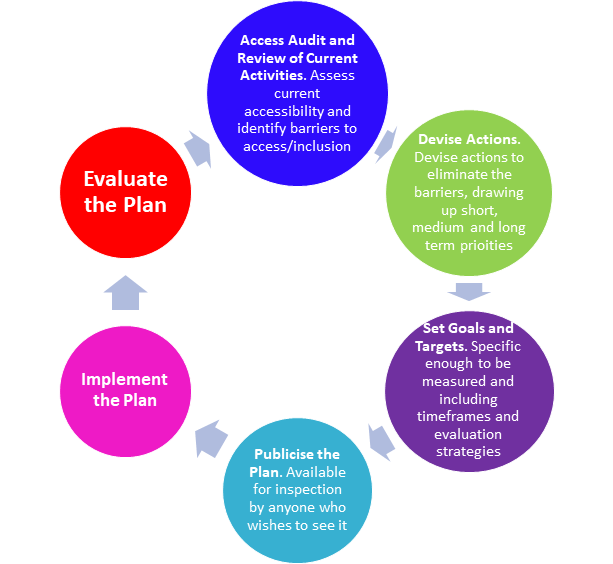 Access Audit and
Review of Current
Activities. Assess
current
accessibility and
identify barriers to
access/inclusion
Devise Actions.
Devise actions to
eliminate the
barriers, drawing
up short,
medium and long
term prioities
Set Goals and
Targets. Specific
enough to be
measured and
including
timeframes and
evaluation
strategies
Publicise the
Plan. Available
for inspection
by anyone who
wishes to see it
Implement
the Plan
Evaluate
the Plan